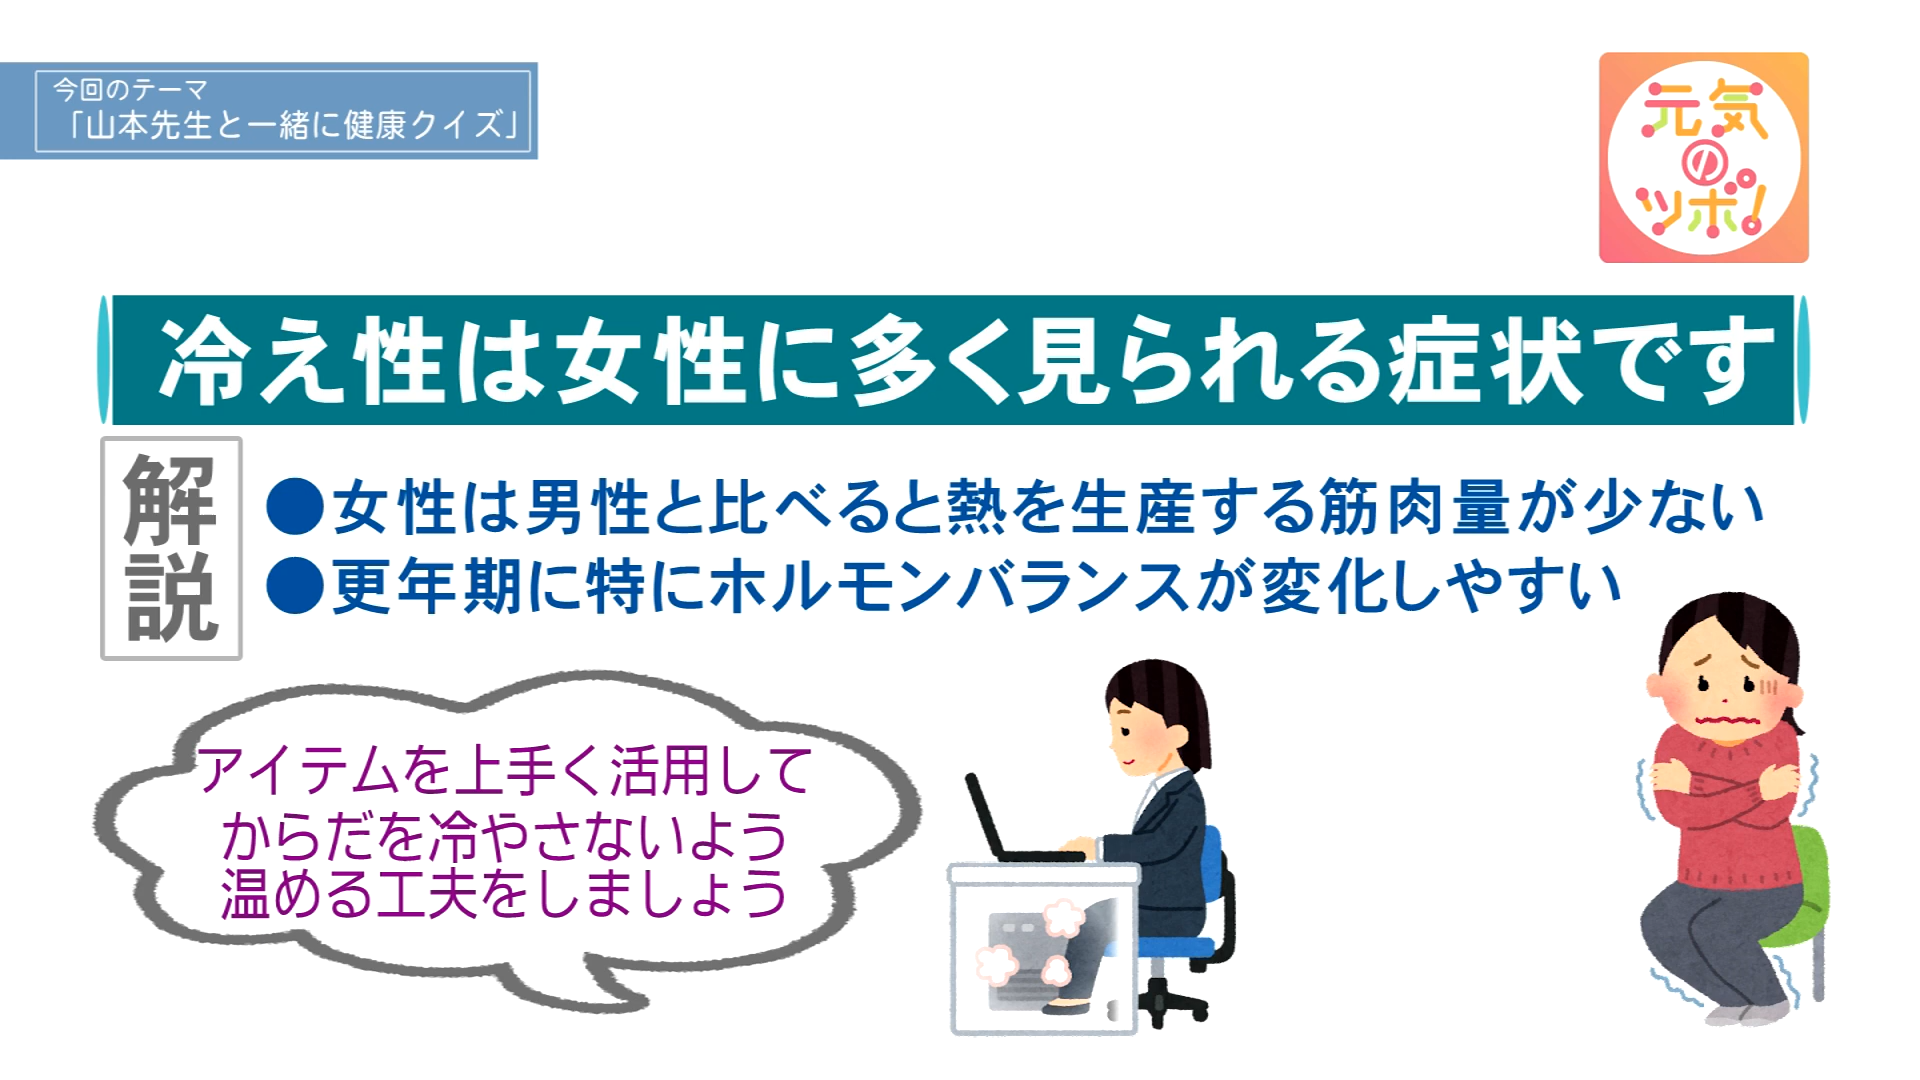 今回のテーマ
「山本先生と一緒に健康クイズ」
元気
の
ツボ!
冷え性は女性に多く見られる症状です
解説
●女性は男性と比べると熱を生産する筋肉量が少ない
●更年期に特にホルモンバランスが変化しやすい
アイテムを上手く活用して
からだを冷やさないよう
温める工夫をしましょう